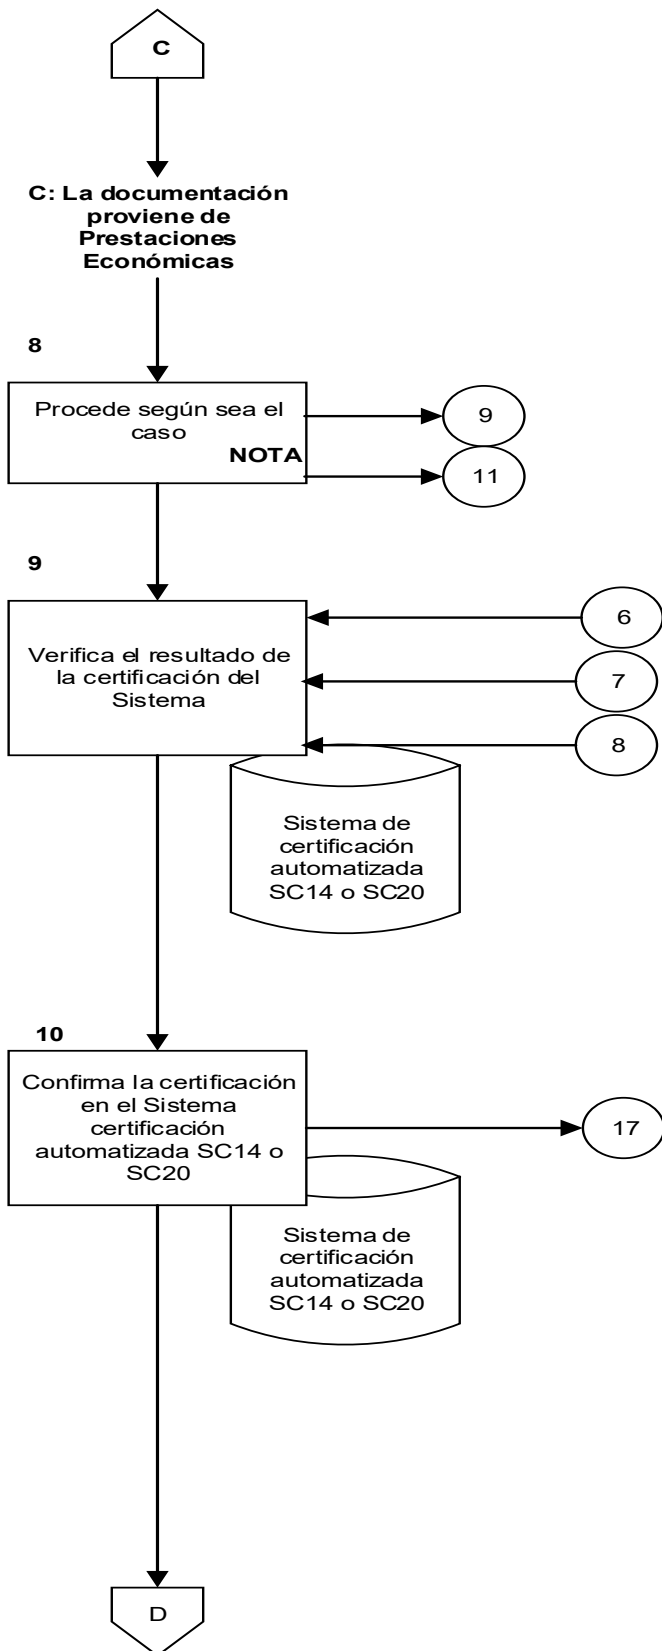 C
C: La documentación
proviene de
Prestaciones
Económicas
8
Procede según sea el
caso
NOTA
9
11
9
Verifica el resultado de
la certificación del
Sistema
6
7
8
Sistema de
certificación
automatizada
SC14 o SC20
10
Confirma la certificación
en el Sistema
certificación
automatizada SC14 o
SC20
17
Sistema de
certificación
automatizada
SC14 o SC20
D